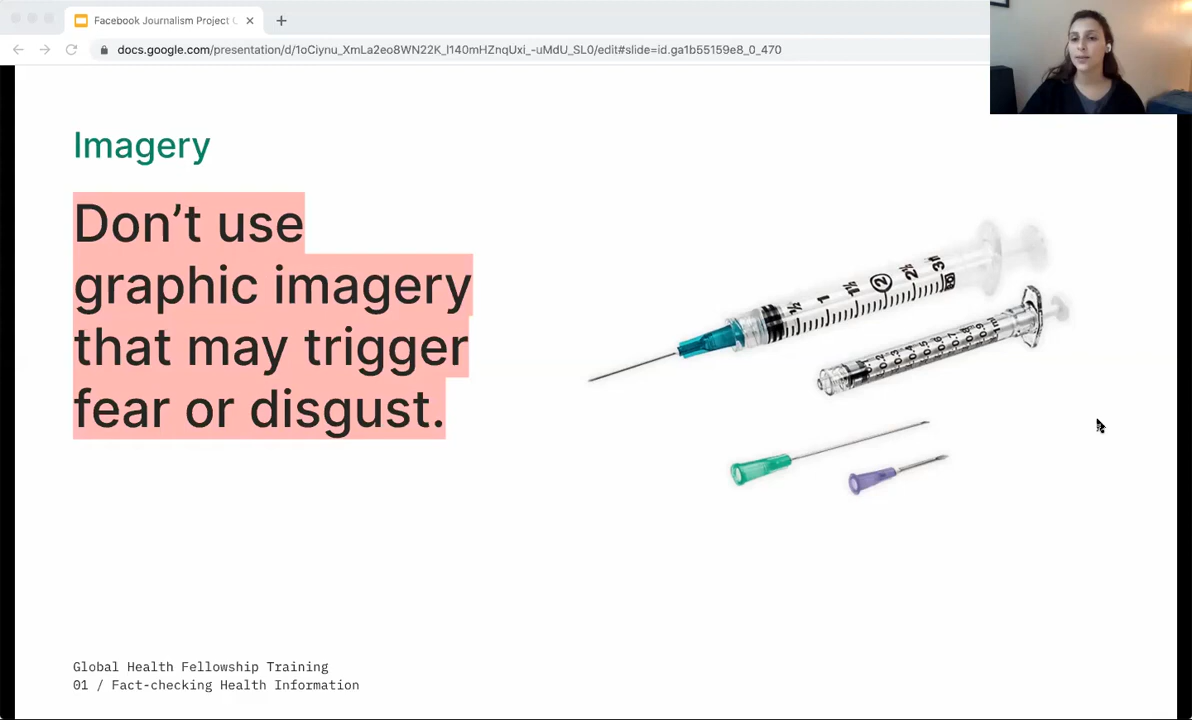 Facebook Journalism Project
docs.google.com/presentation/d/1oCiynu_XmLa2eo8WN22K_l140mHZnqUxi_-uMdU_SL0/edit#slide=id.ga1b55159e8_0_470
Imagery
Don’t use
graphic imagery
that may trigger
fear or disgust.
Global Health Fellowship Training
01 / Fact-checking Health Information